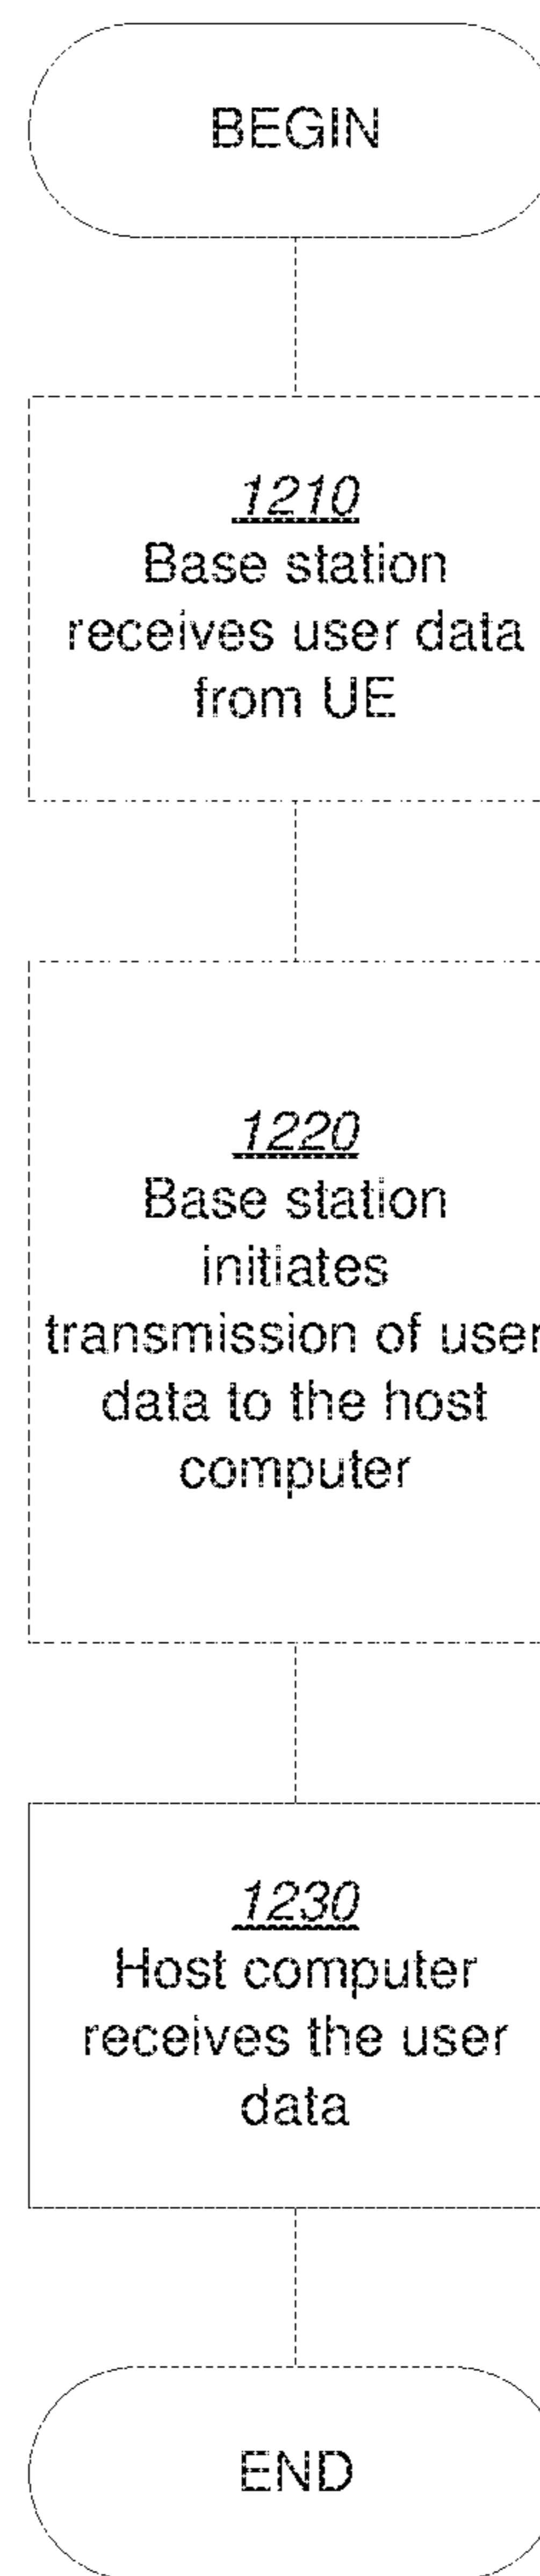 BEGIN
1210
Base station
receives user data
from UE
1220
Base station
initiates
transmission of user
data to the host
computer
1230
Host computer
receives the user
data
END